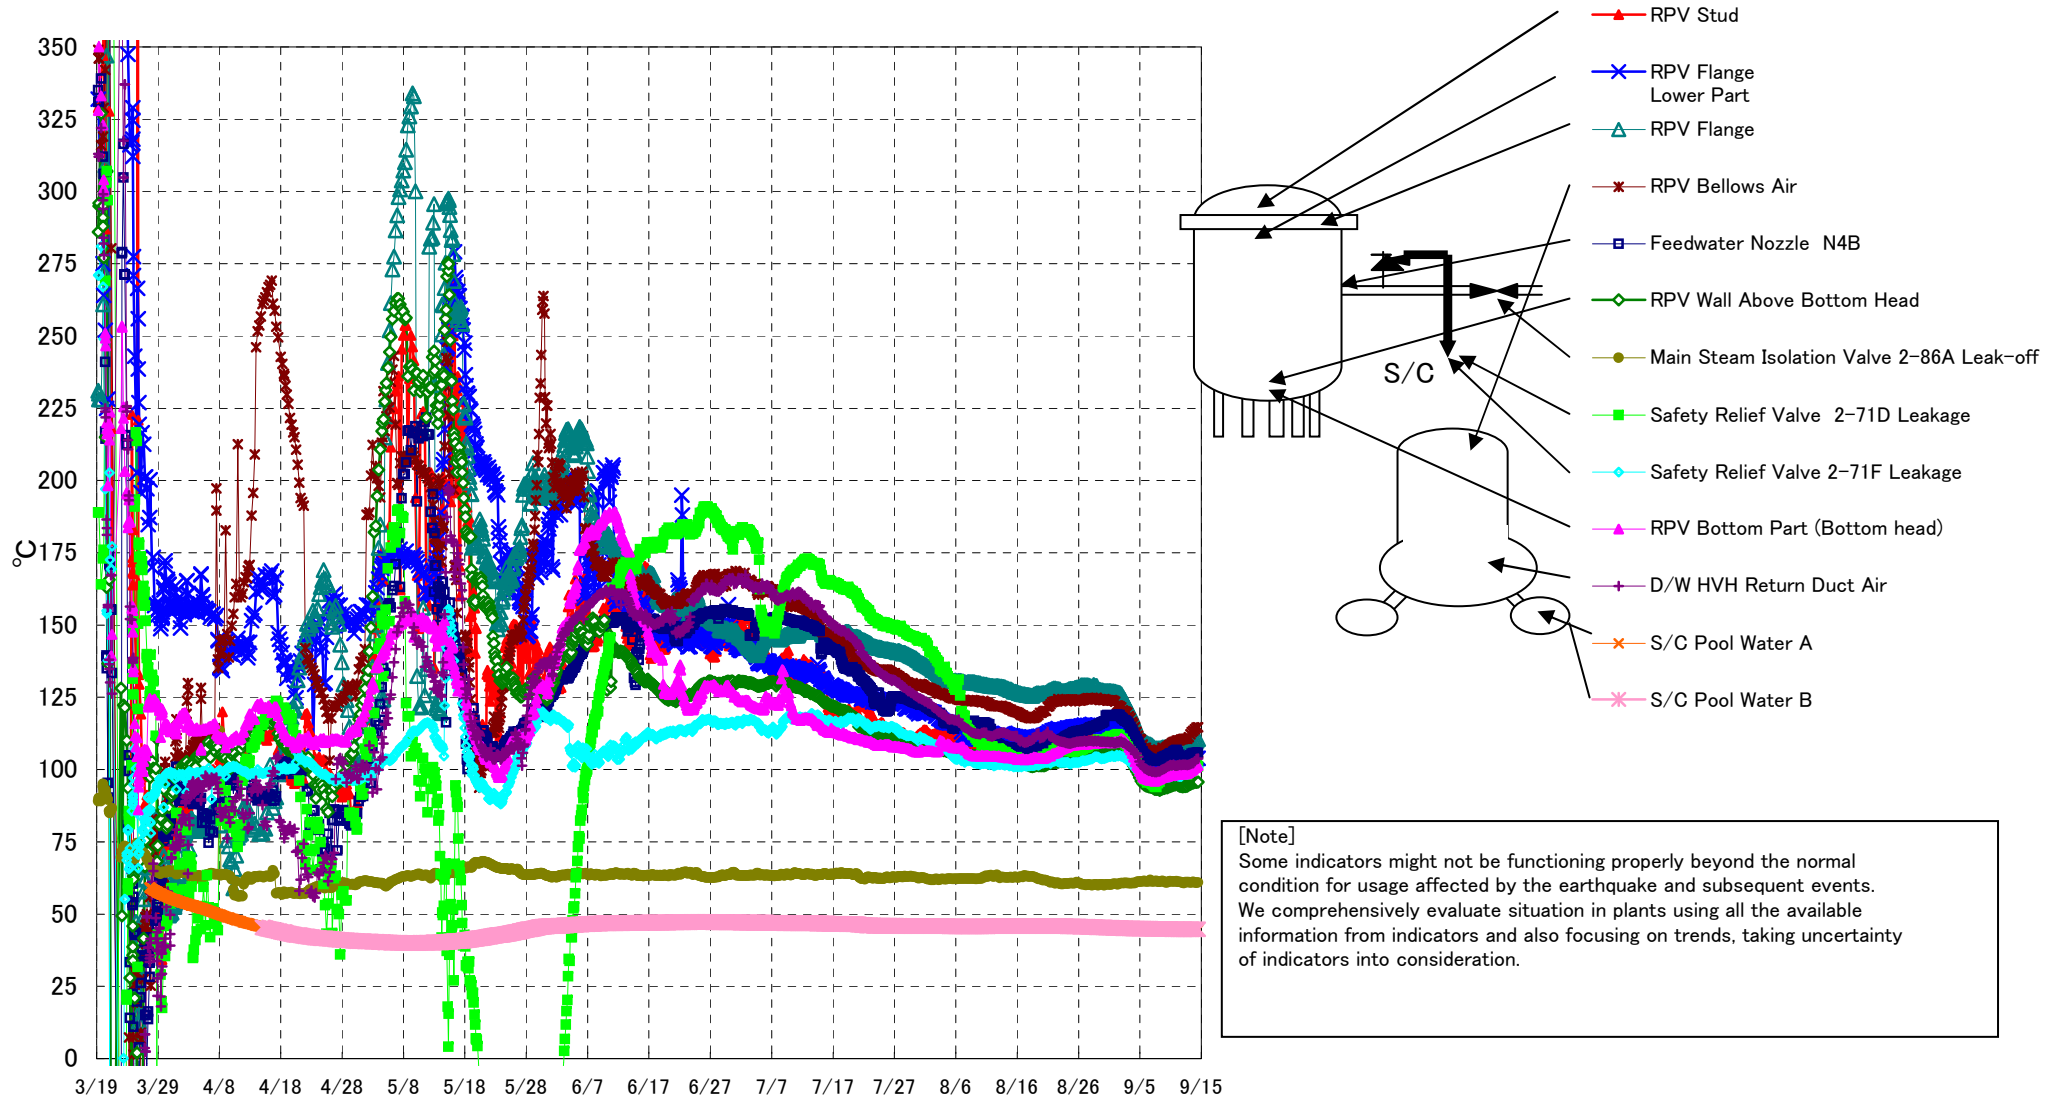 350
325
300
275
250
225
200
175
150
125
100
75
50
25
0
℃
3/19 3/29 4/8 4/18 4/28 5/8 5/18 5/28 6/7 6/17 6/27 7/7 7/17 7/27 8/6 8/16 8/26 9/5 9/15
S/C
RPV Stud
RPV Flange
Lower Part
RPV Flange
RPV Bellows Air
Feedwater Nozzle N4B
RPV Wall Above Bottom Head
Main Steam Isolation Valve 2-86A Leak-off
Safety Relief Valve 2-71D Leakage
Safety Relief Valve 2-71F Leakage
RPV Bottom Part (Bottom head)
D/W HVH Return Duct Air
S/C Pool Water A
S/C Pool Water B
[Note]
Some indicators might not be functioning properly beyond the normal
condition for usage affected by the earthquake and subsequent events.
We comprehensively evaluate situation in plants using all the available
information from indicators and also focusing on trends, taking uncertainty
of indicators into consideration.